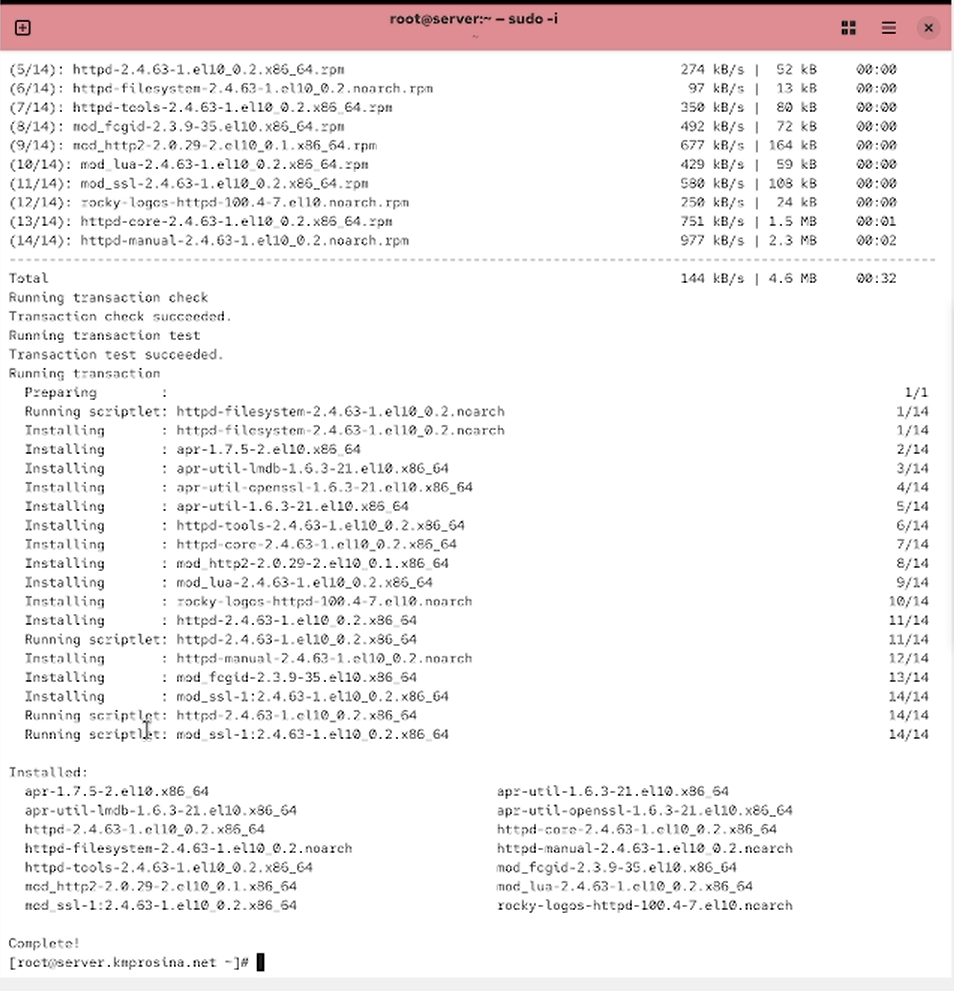 root@server:~ — sudo -i
~
(5/14): httpd-2.4.63-1.el10_0.2.x86_64.rpm 274 kB/s | 52 kB 00:00
(6/14): httpd-filesystem-2.4.63-1.el10_0.2.noarch.rpm 97 kB/s | 13 kB 00:00
(7/14): httpd-tools-2.4.63-1.el10_0.2.x86_64.rpm 350 kB/s | 80 kB 00:00
(8/14): mod_fcgid-2.3.9-35.el10.x86_64.rpm 492 kB/s | 72 kB 00:00
(9/14): mod_http2-2.0.29-2.el10_0.1.x86_64.rpm 677 kB/s | 164 kB 00:00
(10/14): mod_lua-2.4.63-1.el10_0.2.x86_64.rpm 429 kB/s | 59 kB 00:00
(11/14): mod_ssl-2.4.63-1.el10_0.2.x86_64.rpm 580 kB/s | 108 kB 00:00
(12/14): rocky-logos-httpd-100.4-7.el10.noarch.rpm 250 kB/s | 24 kB 00:00
(13/14): httpd-core-2.4.63-1.el10_0.2.x86_64.rpm 751 kB/s | 1.5 MB 00:01
(14/14): httpd-manual-2.4.63-1.el10_0.2.noarch.rpm 977 kB/s | 2.3 MB 00:02
--------------------------------------------------------------------------------
Total 144 kB/s | 4.6 MB 00:32
Running transaction check
Transaction check succeeded.
Running transaction test
Transaction test succeeded.
Running transaction
Preparing : 1/1
Running scriptlet: httpd-filesystem-2.4.63-1.el10_0.2.noarch 1/14
Installing : httpd-filesystem-2.4.63-1.el10_0.2.noarch 1/14
Installing : apr-1.7.5-2.el10.x86_64 2/14
Installing : apr-util-lmdb-1.6.3-21.el10.x86_64 3/14
Installing : apr-util-openssl-1.6.3-21.el10.x86_64 4/14
Installing : apr-util-1.6.3-21.el10.x86_64 5/14
Installing : httpd-tools-2.4.63-1.el10_0.2.x86_64 6/14
Installing : httpd-core-2.4.63-1.el10_0.2.x86_64 7/14
Installing : mod_http2-2.0.29-2.el10_0.1.x86_64 8/14
Installing : mod_lua-2.4.63-1.el10_0.2.x86_64 9/14
Installing : rocky-logos-httpd-100.4-7.el10.noarch 10/14
Installing : httpd-2.4.63-1.el10_0.2.x86_64 11/14
Running scriptlet: httpd-2.4.63-1.el10_0.2.x86_64 11/14
Installing : httpd-manual-2.4.63-1.el10_0.2.noarch 12/14
Installing : mod_fcgid-2.3.9-35.el10.x86_64 13/14
Installing : mod_ssl-1:2.4.63-1.el10_0.2.x86_64 14/14
Running scriptlet: httpd-2.4.63-1.el10_0.2.x86_64 14/14
Running scriptlet: mod_ssl-1:2.4.63-1.el10_0.2.x86_64 14/14
Installed:
apr-1.7.5-2.el10.x86_64 apr-util-1.6.3-21.el10.x86_64
apr-util-lmdb-1.6.3-21.el10.x86_64 apr-util-openssl-1.6.3-21.el10.x86_64
httpd-2.4.63-1.el10_0.2.x86_64 httpd-core-2.4.63-1.el10_0.2.x86_64
httpd-filesystem-2.4.63-1.el10_0.2.noarch httpd-manual-2.4.63-1.el10_0.2.noarch
httpd-tools-2.4.63-1.el10_0.2.x86_64 mod_fcgid-2.3.9-35.el10.x86_64
mod_http2-2.0.29-2.el10_0.1.x86_64 mod_lua-2.4.63-1.el10_0.2.x86_64
mod_ssl-1:2.4.63-1.el10_0.2.x86_64 rocky-logos-httpd-100.4-7.el10.noarch
Complete!
[root@server.kmprosina.net ~]#